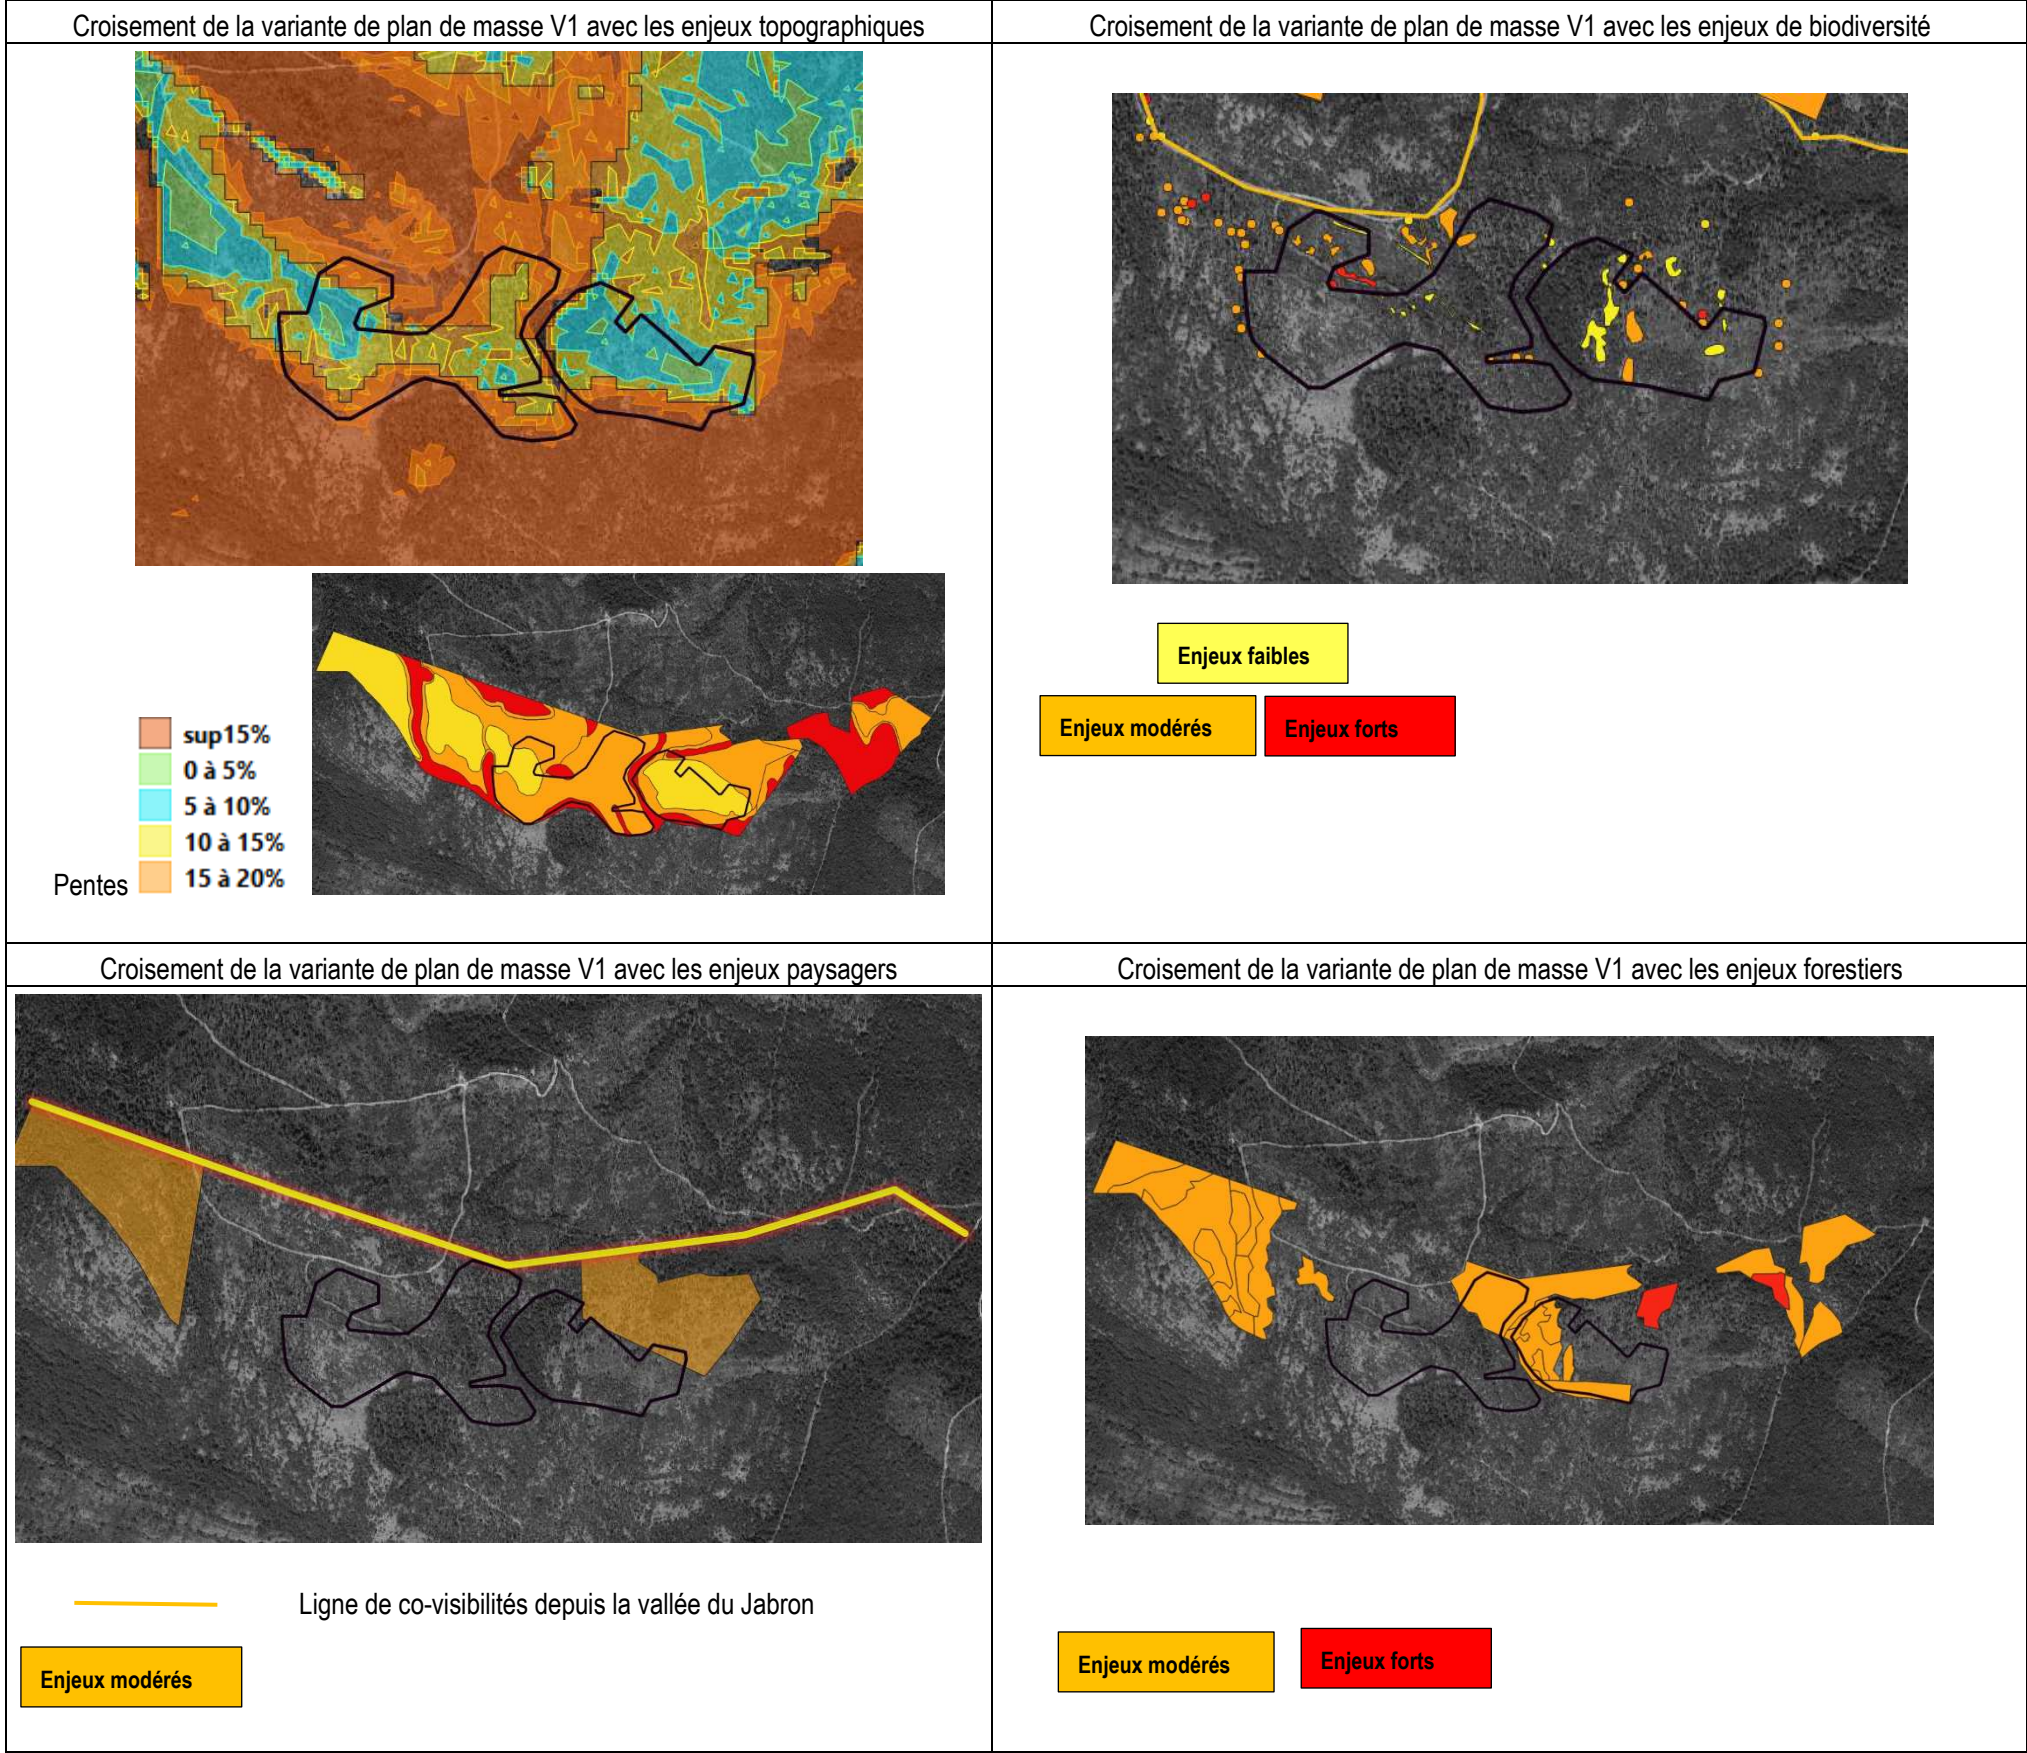 Croisement de la variante de plan de masse V1 avec les enjeux topographiques
Croisement de la variante de plan de masse V1 avec les enjeux de biodiversité
sup15%
0 à 5%
5 à 10%
10 à 15%
Pentes 15 à 20%
Enjeux faibles
Enjeux modérés Enjeux forts
Croisement de la variante de plan de masse V1 avec les enjeux paysagers
Croisement de la variante de plan de masse V1 avec les enjeux forestiers
Ligne de co-visibilités depuis la vallée du Jabron
Enjeux modérés
Enjeux modérés Enjeux forts